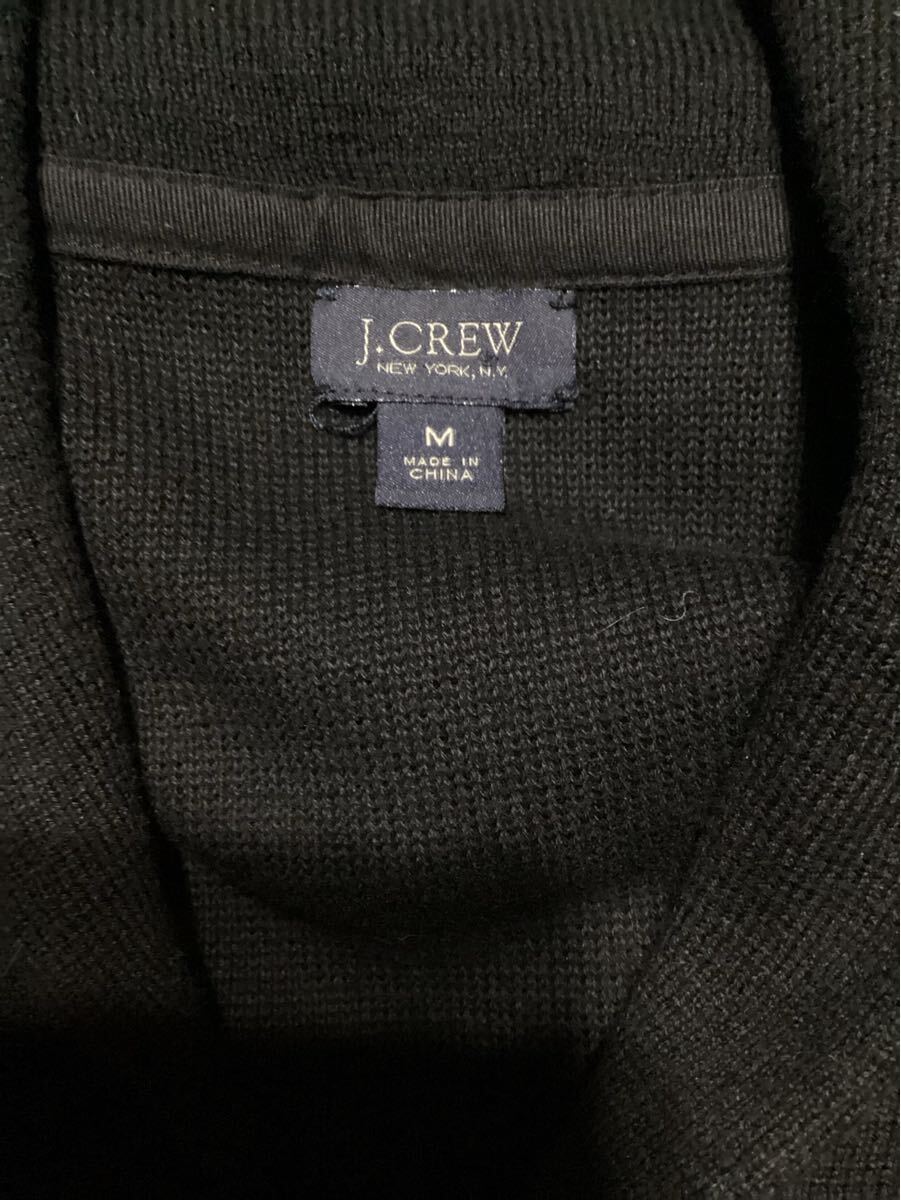 J.CREW
NEW YORK, N.Y.
M
MADE IN
CHINA